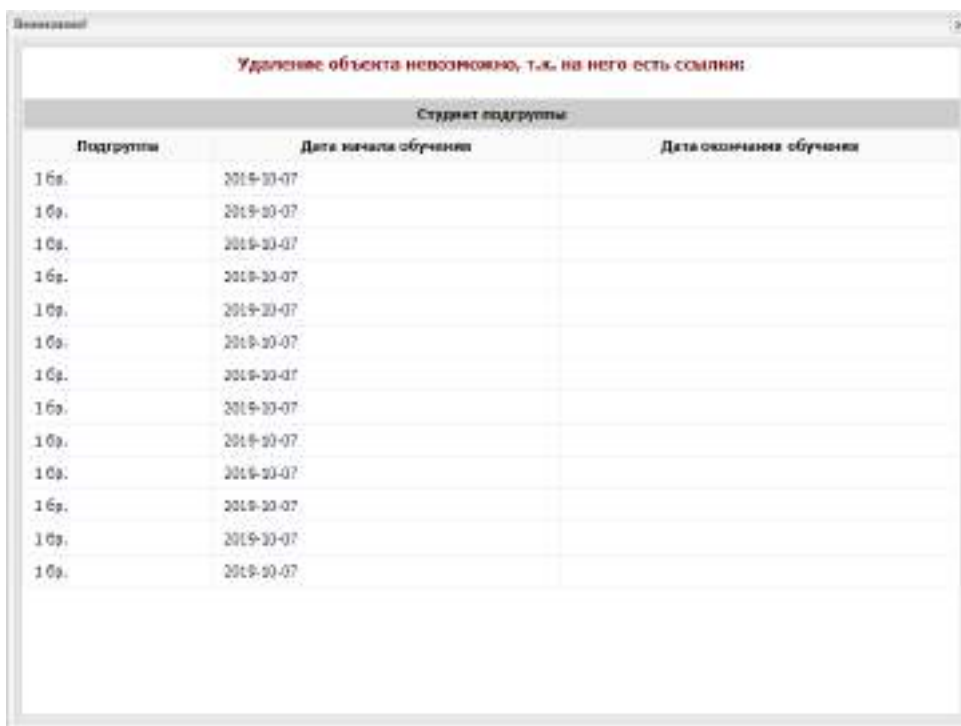 Внимание!
Удаление объекта невозможно, т.к. на него есть ссылки:
Студент подгруппы
Подгруппа Дата начала обучения Дата окончания обучения
1 бр. 2019-10-07
1 бр. 2019-10-07
1 бр. 2019-10-07
1 бр. 2019-10-07
1 бр. 2019-10-07
1 бр. 2019-10-07
1 бр. 2019-10-07
1 бр. 2019-10-07
1 бр. 2019-10-07
1 бр. 2019-10-07
1 бр. 2019-10-07
1 бр. 2019-10-07
1 бр. 2019-10-07